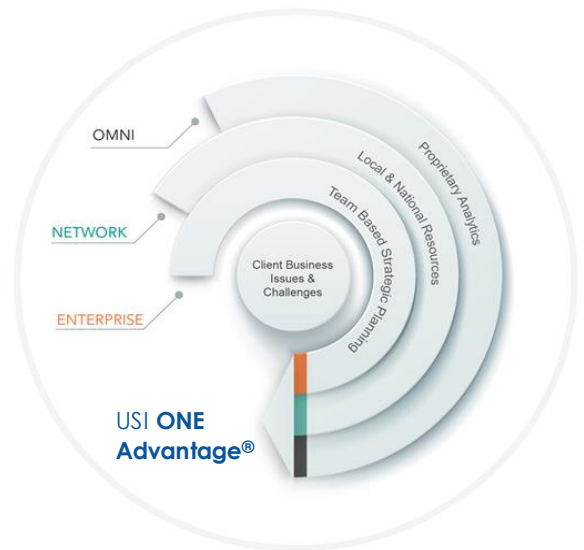 OMNI
NETWORK
ENTERPRISE
Proprietary Analytics
Local & National Resources
Team Based Strategic Planning
Client Business
Issues &
Challenges
USI ONE
Advantage®